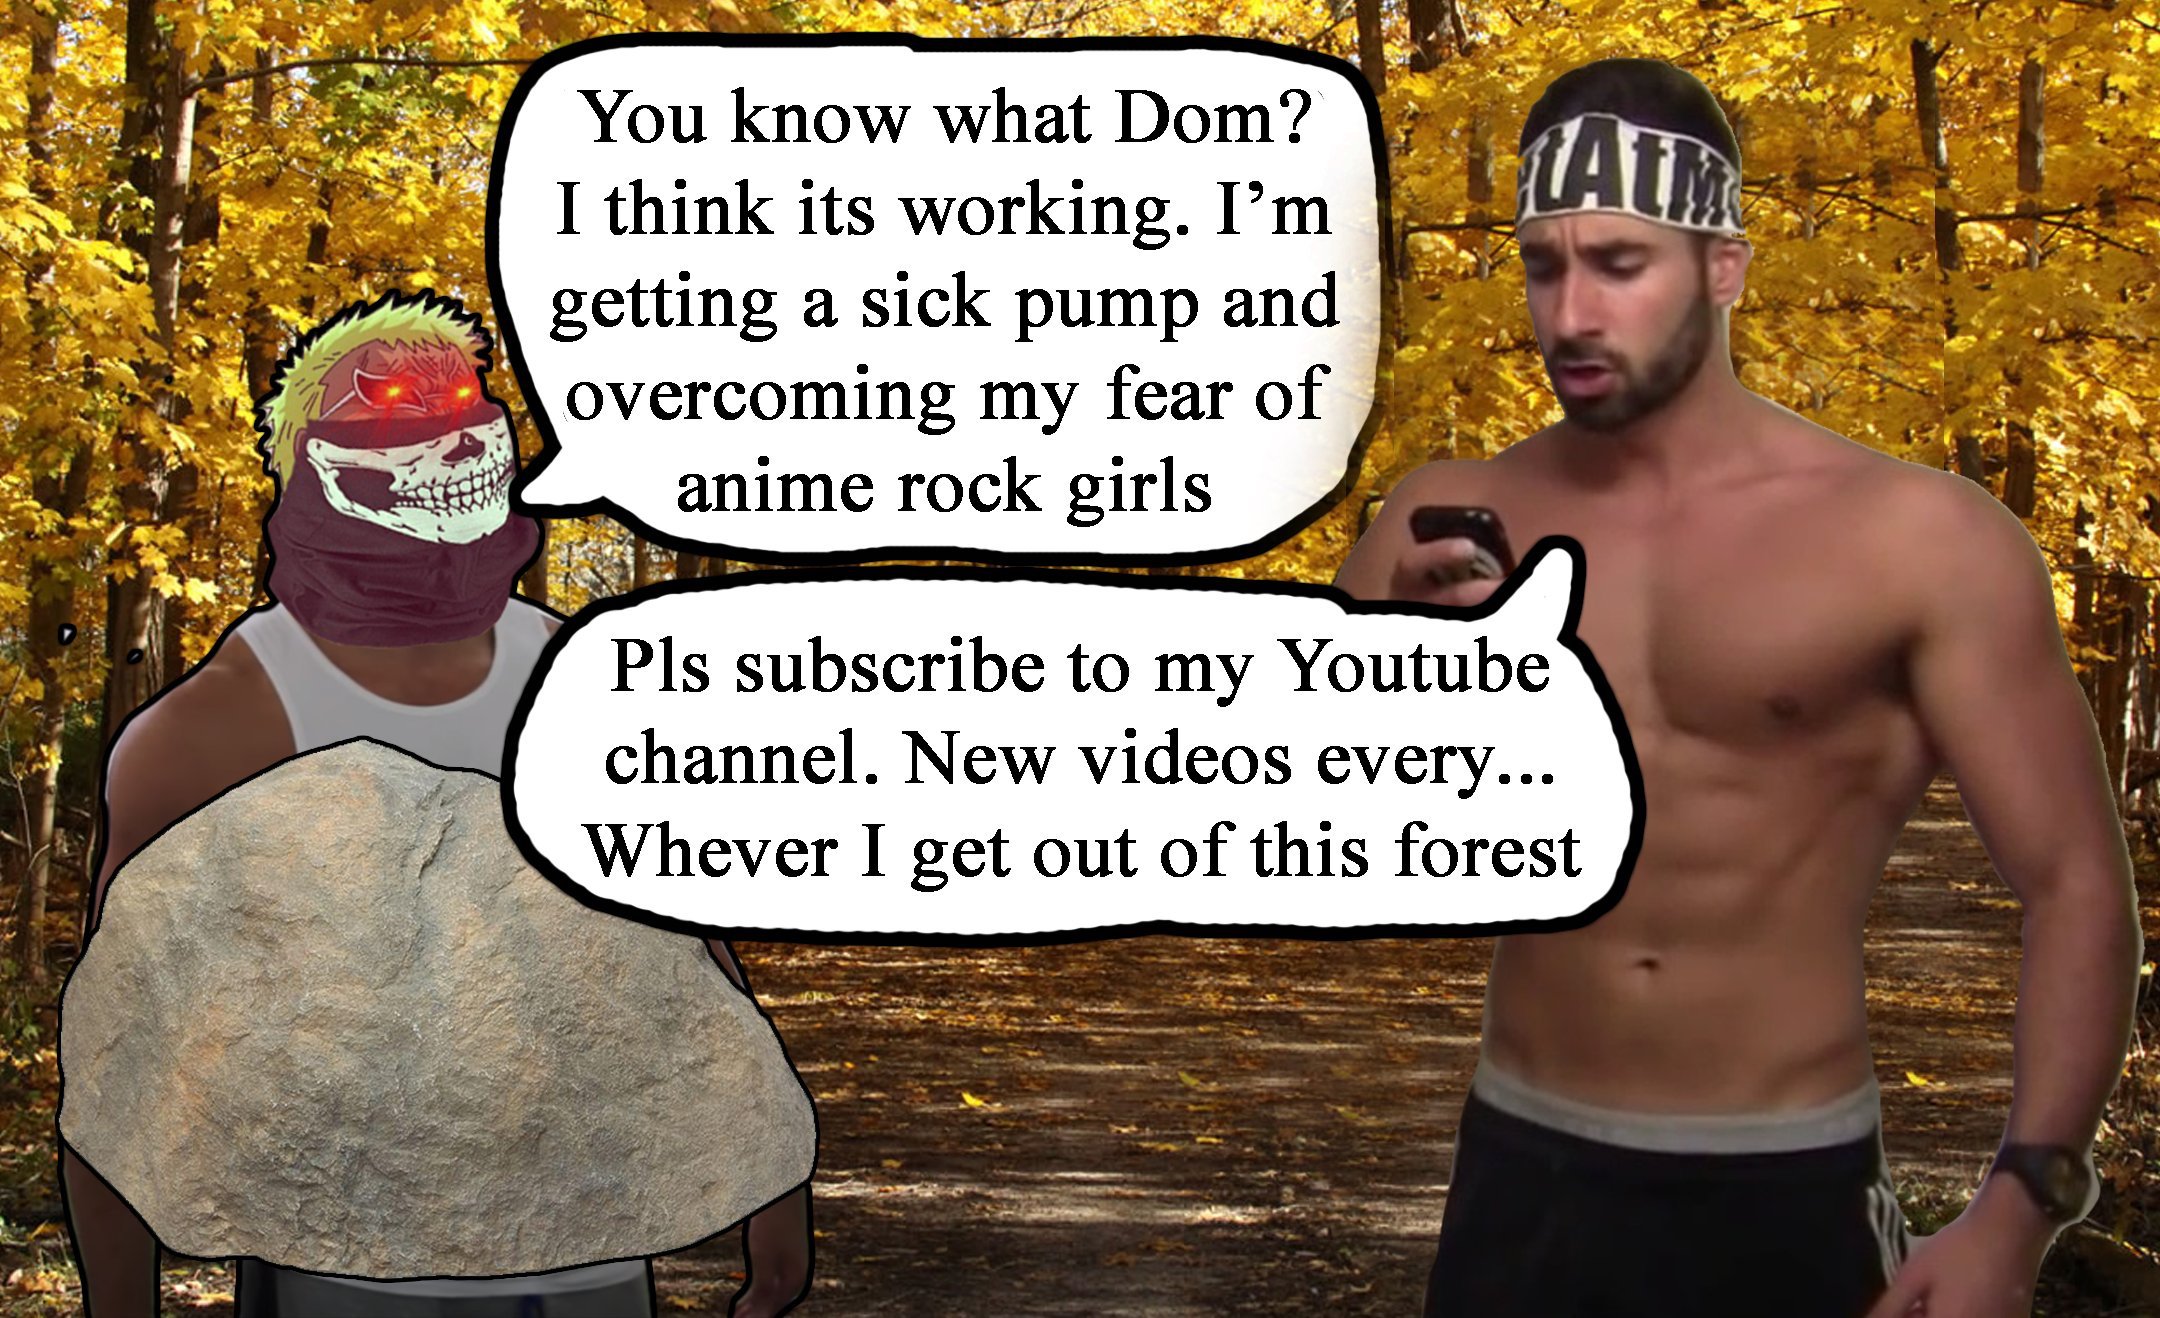 You know what Dom?
I think its working. I’m
getting a sick pump and
overcoming my fear of
anime rock girls
Pls subscribe to my Youtube
channel. New videos every...
Whever I get out of this forest